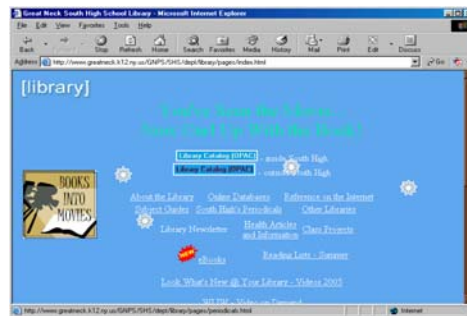 Great Neck South High School Library - Microsoft Internet Explorer
File Edit View Favorites Tools Help
Back Stop Refresh Home Search Favorites Media History Mail Print Edit Discuss
Address http://www.greatneck.k12.ny.us/GNPS/SHS/dept/library/pages/index.html Go
[library]
You've Seen the Movie -
Now Curl Up With the Book!
Library Catalog (OPAC) - inside South High
Library Catalog (OPAC) - outside South High
BOOKS
INTO
MOVIES
About the Library Online Databases Reference on the Internet
Subject Guides South High's Periodicals Other Libraries
Library Newsletter Health Articles and Information Class Projects
NEW eBooks Reading Lists - Summer
Look What's New @ Your Library - Videos 2005
Video on Demand
http://www.greatneck.k12.ny.us/GNPS/SHS/dept/library/pages/periodicals.html Internet